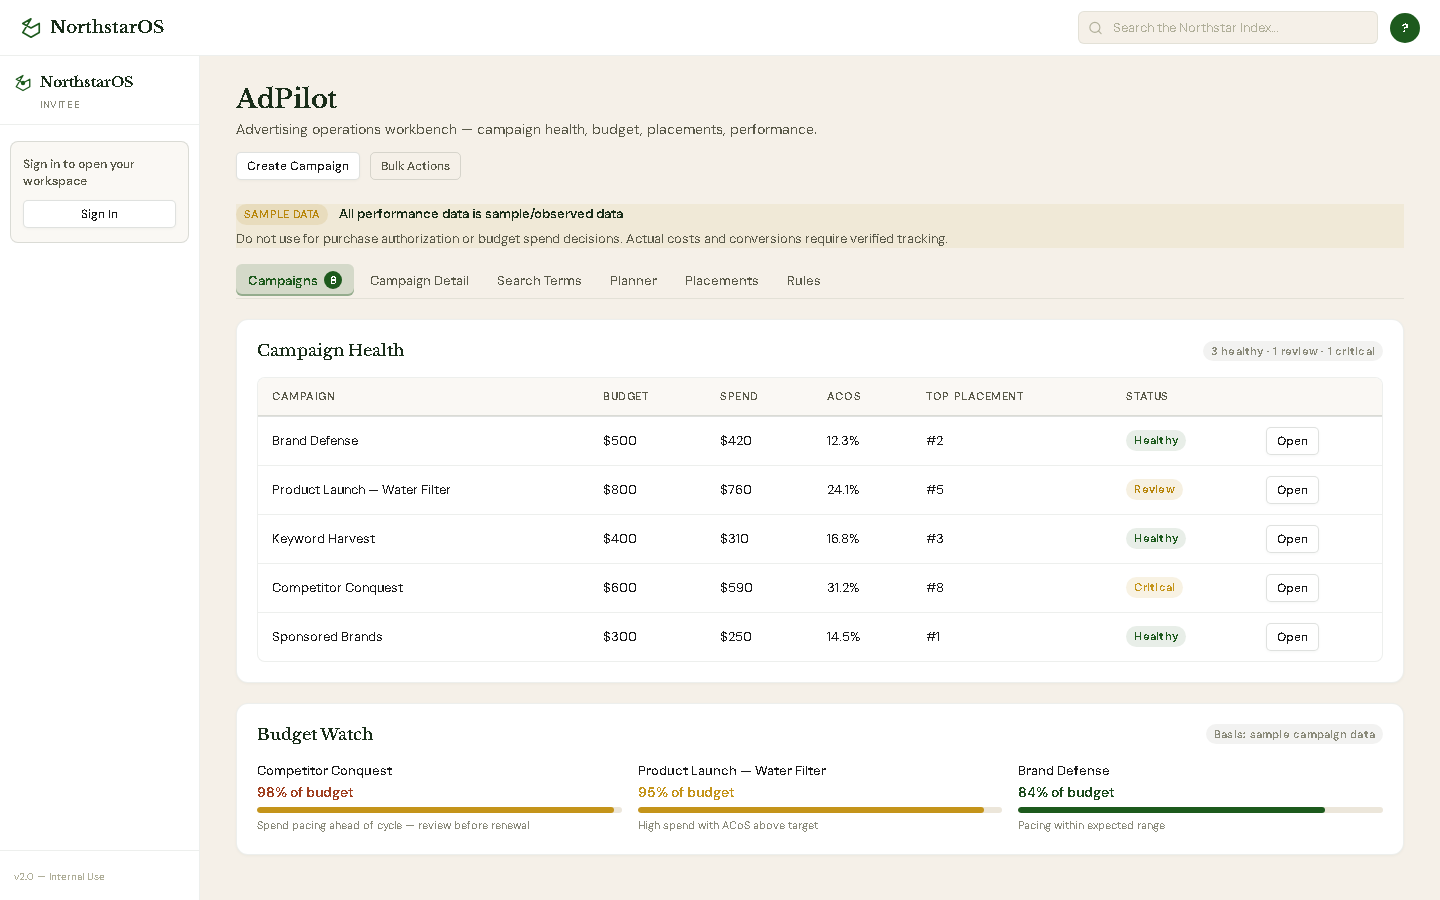 NorthstarOS
Search the Northstar Index...
?
NorthstarOS
INVITEE
Sign in to open your
workspace
Sign In
v2.0 — Internal Use
AdPilot
Advertising operations workbench — campaign health, budget, placements, performance.
Create Campaign
Bulk Actions
SAMPLE DATA All performance data is sample/observed data
Do not use for purchase authorization or budget spend decisions. Actual costs and conversions require verified tracking.
Campaigns 8 Campaign Detail Search Terms Planner Placements Rules
Campaign Health
3 healthy · 1 review · 1 critical
CAMPAIGN BUDGET SPEND ACOS TOP PLACEMENT STATUS
Brand Defense $500 $420 12.3% #2 Healthy Open
Product Launch — Water Filter $800 $760 24.1% #5 Review Open
Keyword Harvest $400 $310 16.8% #3 Healthy Open
Competitor Conquest $600 $590 31.2% #8 Critical Open
Sponsored Brands $300 $250 14.5% #1 Healthy Open
Budget Watch
Basis: sample campaign data
Competitor Conquest
98% of budget
Spend pacing ahead of cycle — review before renewal
Product Launch — Water Filter
95% of budget
High spend with ACoS above target
Brand Defense
84% of budget
Pacing within expected range